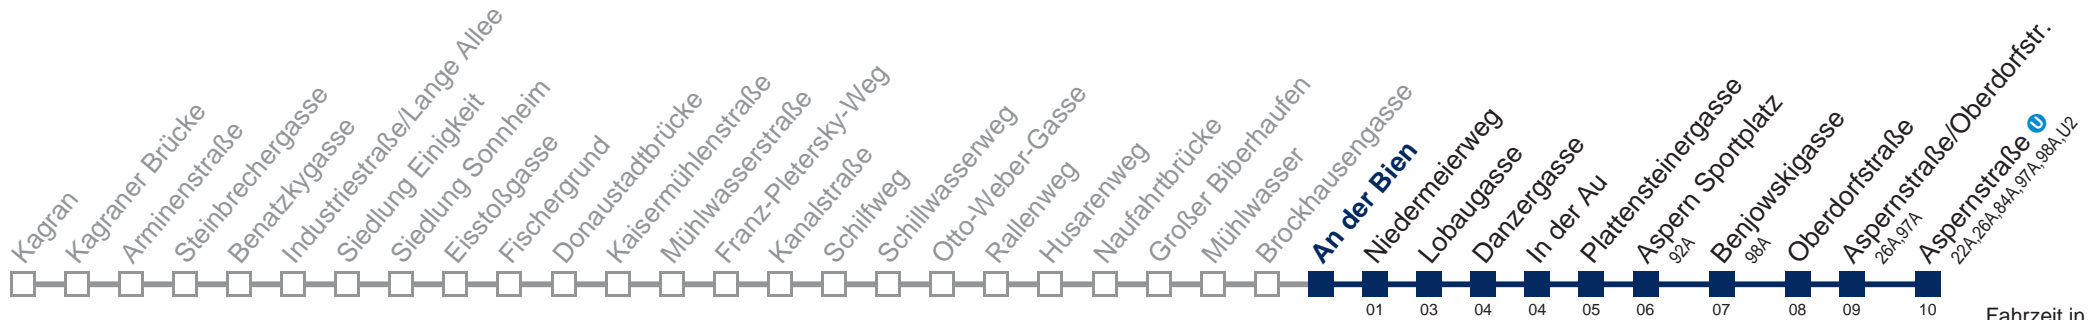 Kagran
Kagraner Brücke
Arminenstraße
Steinbrechergasse
Benatzkygasse
Industriestraße/Lange Allee
Siedlung Einigkeit
Siedlung Sonnheim
Eisstoßgasse
Fischergrund
Donaustadtbrücke
Kaisermühlenstraße
Mühlwasserstraße
Franz-Pletersky-Weg
Kanalstraße
Schilfweg
Schillwasserweg
Otto-Weber-Gasse
Rallenweg
Husarenweg
Naufahrtbrücke
Großer Biberhaufen
Mühlwasser
Brockhausengasse
An der Bien
Niedermeierweg
01
Lobaugasse
03
Danzergasse
04
In der Au
04
Plattensteinergasse
05
Aspern Sportplatz
92A
06
Benjowskigasse
98A
07
Oberdorfstraße
08
Aspernstraße/Oberdorfstr.
26A,97A
09
Aspernstraße U
22A,26A,84A,97A,98A,U2
10
Fahrzeit in